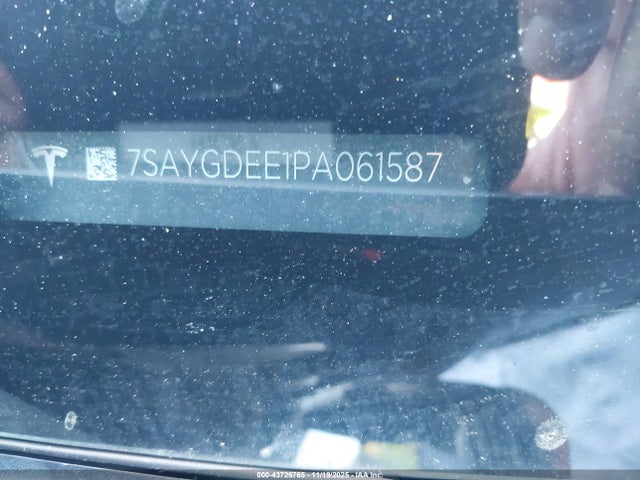 7SAYGDEE1PA061587
000-43726765 - 11/19/2025 - IAA Inc.